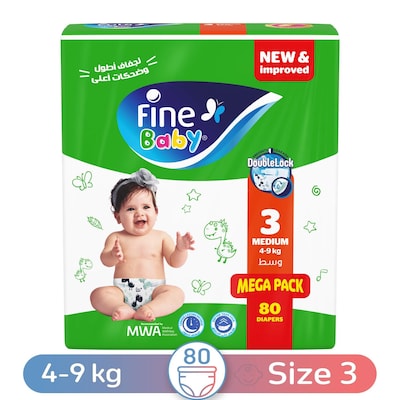 لجفاف أطول
وضحكات أعلى
NEW &
improved
fine
Baby®
DoubleLock
3
MEDIUM
4-9 kg
وسط
MEGA PACK
80
DIAPERS
MWA
4-9 kg
80
Size 3